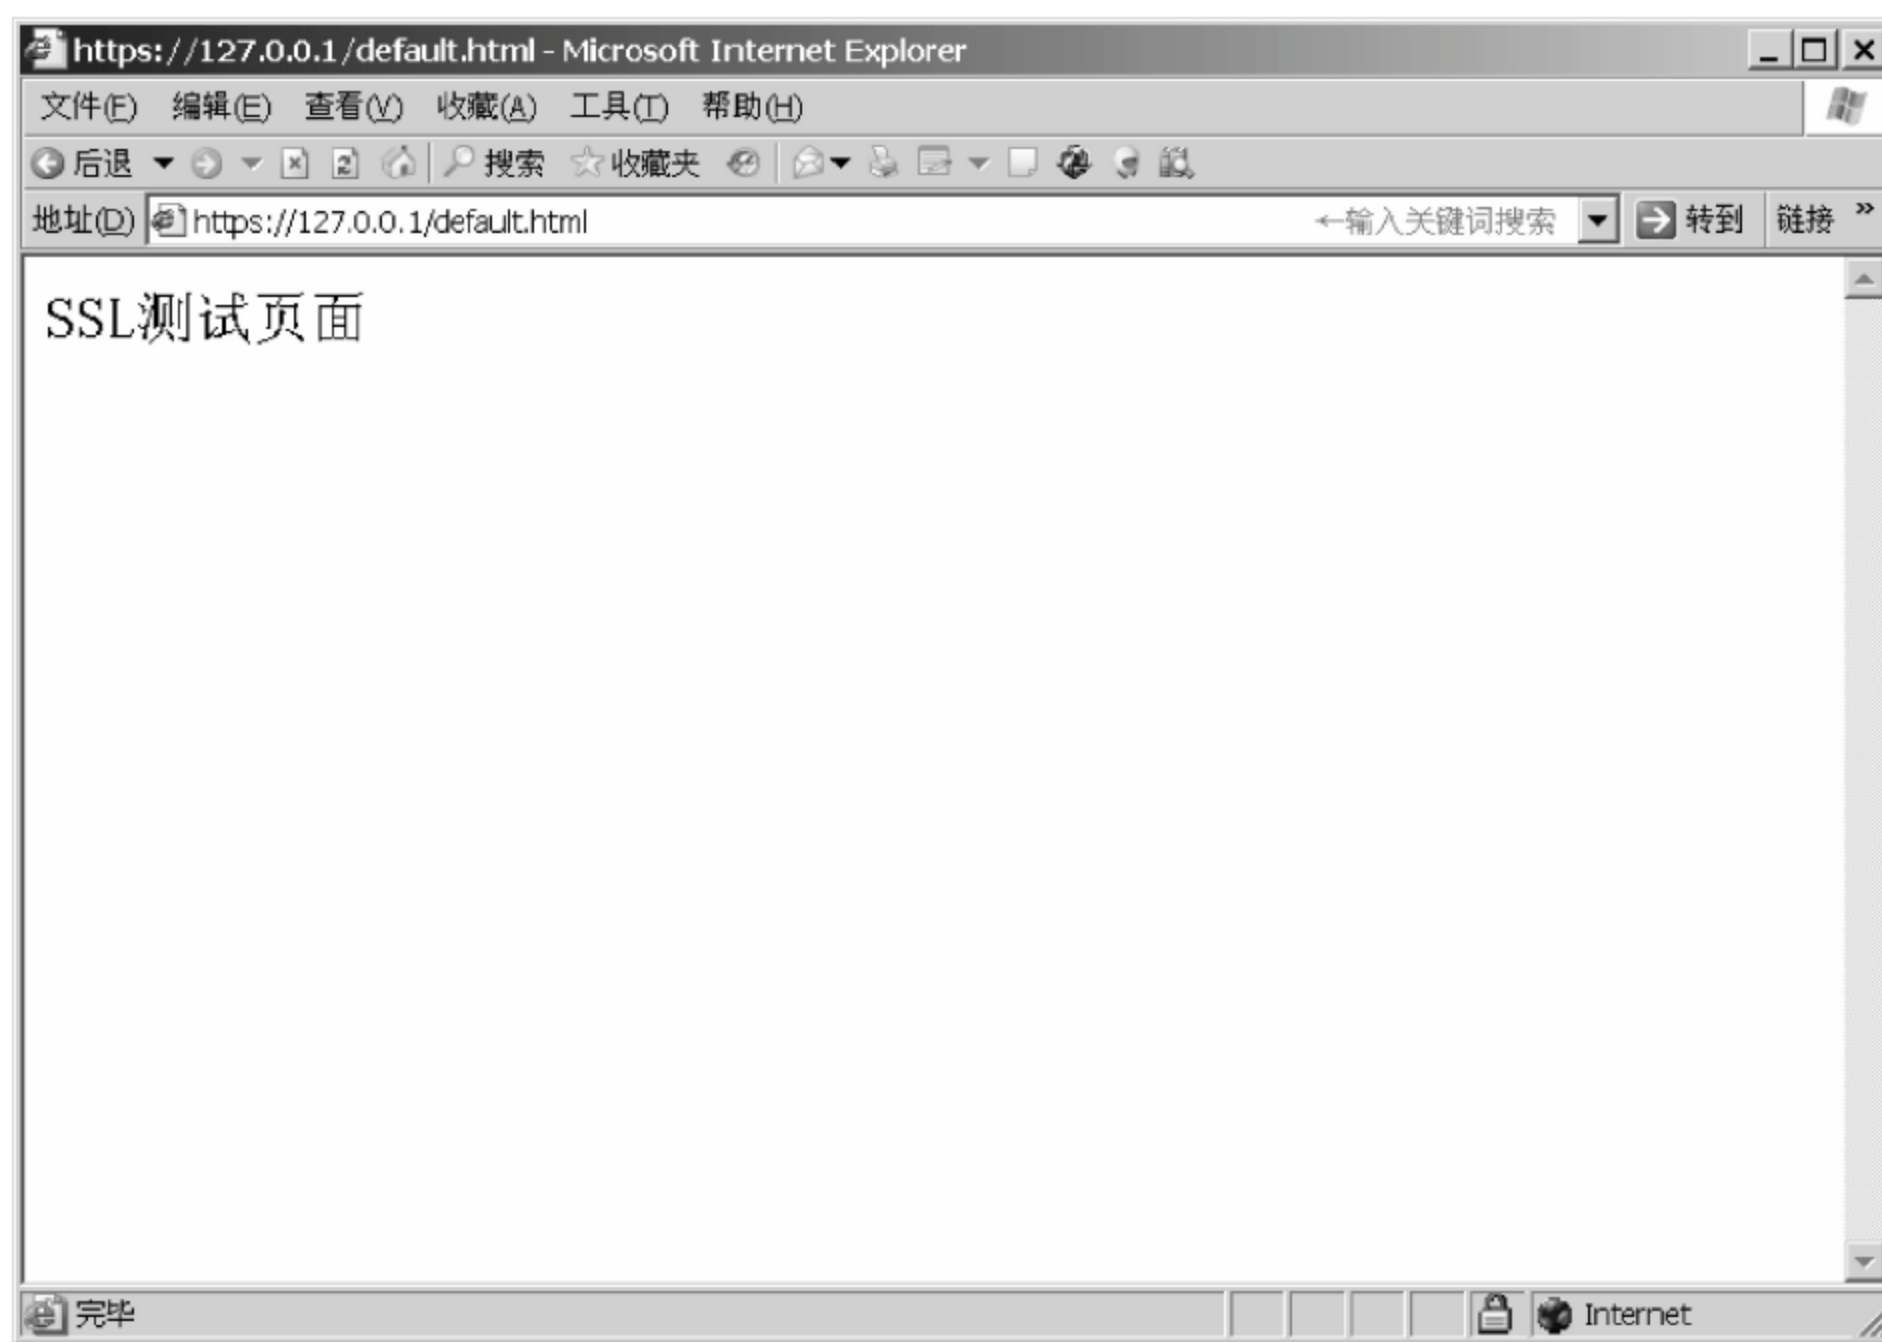 https://127.0.0.1/default.html - Microsoft Internet Explorer
文件(F) 编辑(E) 查看(V) 收藏(A) 工具(T) 帮助(H)
后退 搜索 收藏夹
地址(D) https://127.0.0.1/default.html ←输入关键词搜索 转到 链接 »
SSL测试页面
完毕 Internet